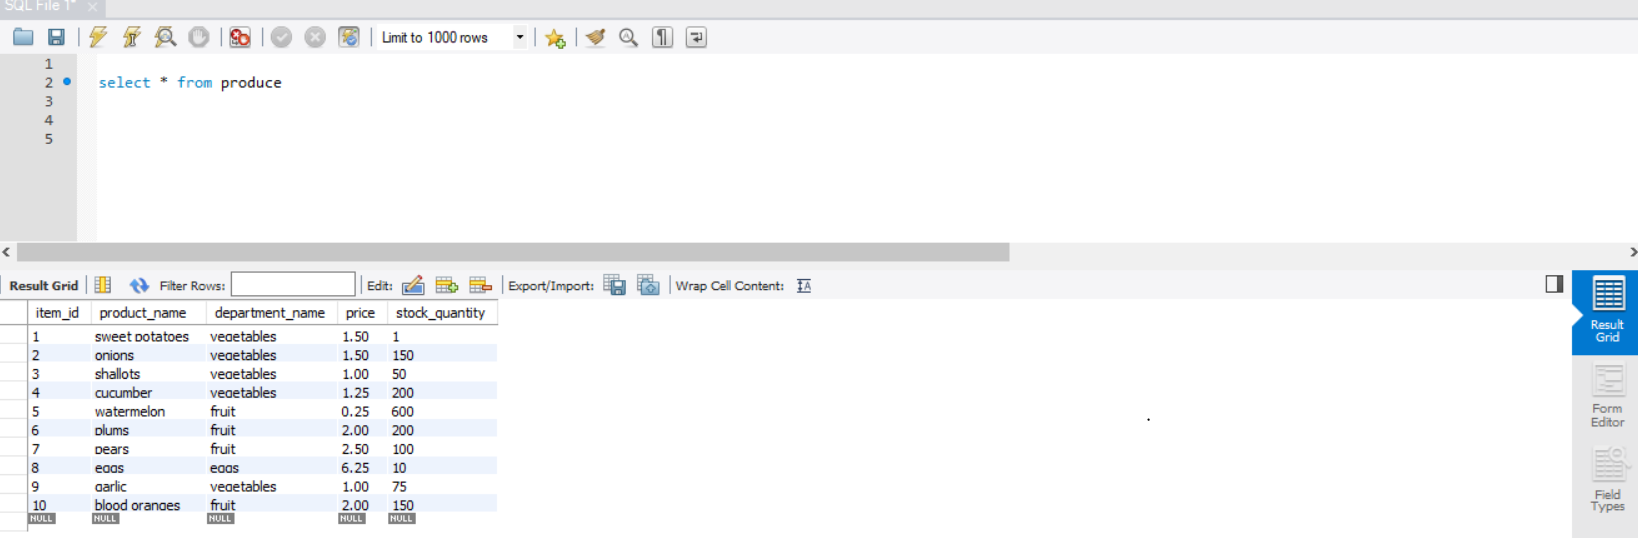 SQL File 1* ×
Limit to 1000 rows
1
2 select * from produce
3
4
5
Result Grid Filter Rows: Edit: Export/Import: Wrap Cell Content:
item_id product_name department_name price stock_quantity
1 sweet potatoes vegetables 1.50 1
2 onions vegetables 1.50 150
3 shallots vegetables 1.00 50
4 cucumber vegetables 1.25 200
5 watermelon fruit 0.25 600
6 plums fruit 2.00 200
7 pears fruit 2.50 100
8 eggs eggs 6.25 10
9 garlic vegetables 1.00 75
10 blood oranges fruit 2.00 150
NULL NULL NULL NULL NULL
Result
Grid
Form
Editor
Field
Types